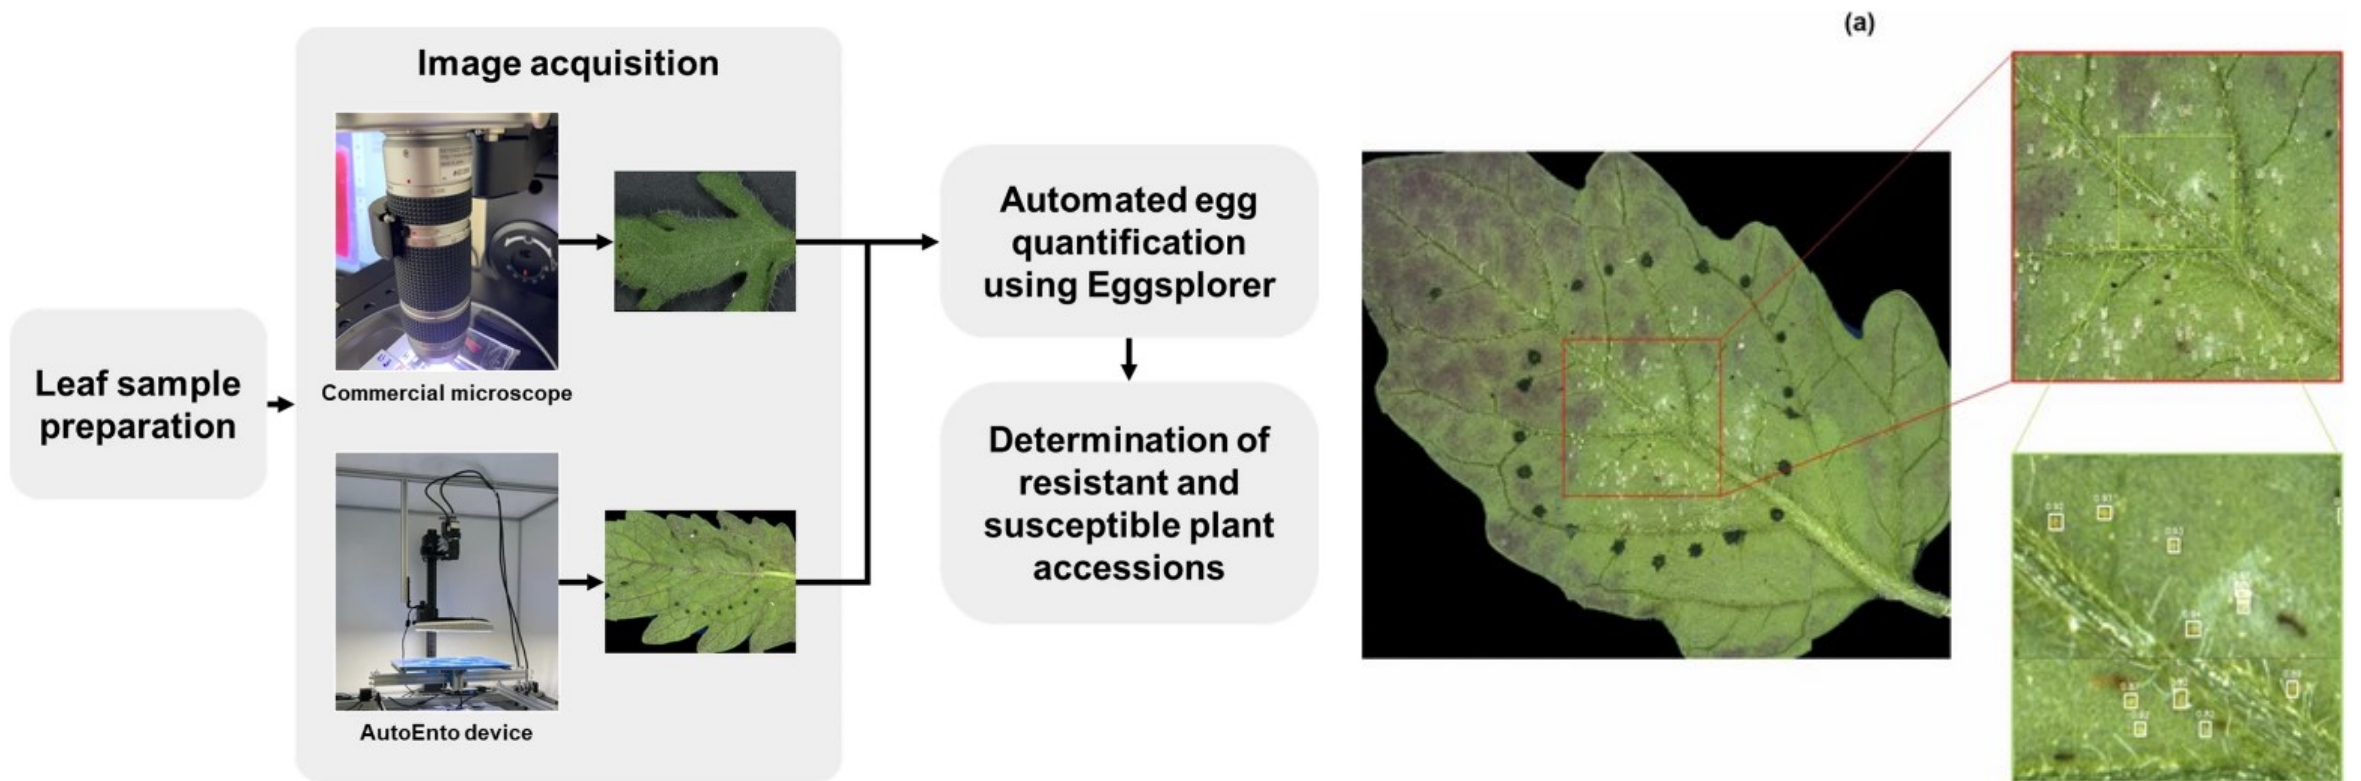 Image acquisition
Commercial microscope
AutoEnto device
Leaf sample
preparation
Automated egg
quantification
using Eggsplorer
Determination of
resistant and
susceptible plant
accessions
(a)